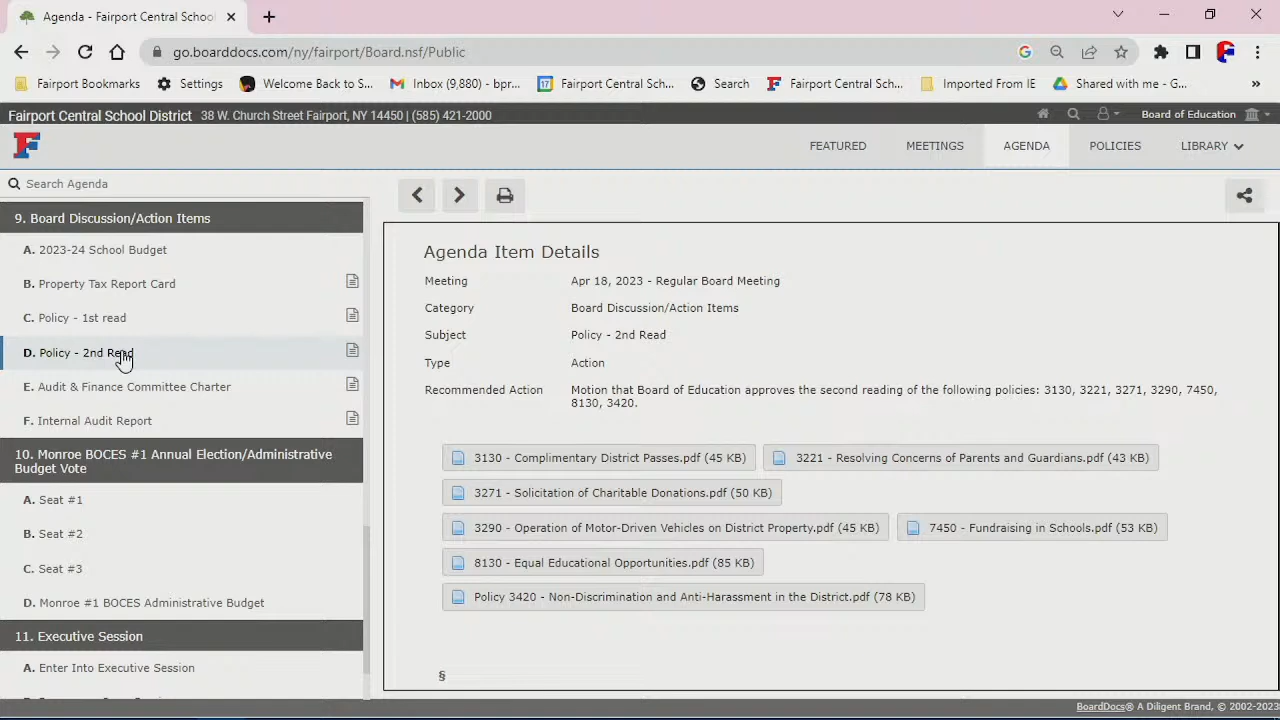 Agenda - Fairport Central School
go.boarddocs.com/ny/fairport/Board.nsf/Public
Fairport Bookmarks
Settings
Welcome Back to S...
Inbox (9,880) - bpr...
17
Fairport Central Sch...
Search
Fairport Central Sch...
Imported From IE
Shared with me - G...
Fairport Central School District 38 W. Church Street Fairport, NY 14450 | (585) 421-2000
Board of Education
F
FEATURED
MEETINGS
AGENDA
POLICIES
LIBRARY
Search Agenda
9. Board Discussion/Action Items
A. 2023-24 School Budget
B. Property Tax Report Card
C. Policy - 1st read
D. Policy - 2nd Read
E. Audit & Finance Committee Charter
F. Internal Audit Report
10. Monroe BOCES #1 Annual Election/Administrative
Budget Vote
A. Seat #1
B. Seat #2
C. Seat #3
D. Monroe #1 BOCES Administrative Budget
11. Executive Session
A. Enter Into Executive Session
Agenda Item Details
Meeting Apr 18, 2023 - Regular Board Meeting
Category Board Discussion/Action Items
Subject Policy - 2nd Read
Type Action
Recommended Action Motion that Board of Education approves the second reading of the following policies: 3130, 3221, 3271, 3290, 7450,
8130, 3420.
3130 - Complimentary District Passes.pdf (45 KB)
3221 - Resolving Concerns of Parents and Guardians.pdf (43 KB)
3271 - Solicitation of Charitable Donations.pdf (50 KB)
3290 - Operation of Motor-Driven Vehicles on District Property.pdf (45 KB)
7450 - Fundraising in Schools.pdf (53 KB)
8130 - Equal Educational Opportunities.pdf (85 KB)
Policy 3420 - Non-Discrimination and Anti-Harassment in the District.pdf (78 KB)
§
BoardDocs® A Diligent Brand, © 2002-2023